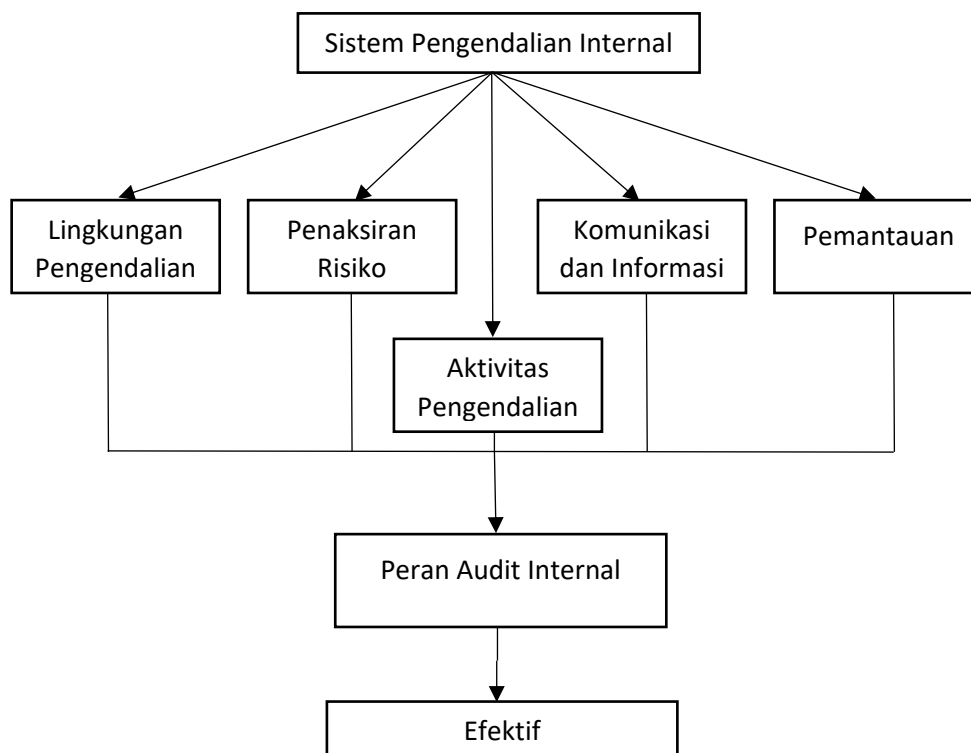 Sistem Pengendalian Internal
Lingkungan
Pengendalian
Penaksiran
Risiko
Komunikasi
dan Informasi
Pemantauan
Aktivitas
Pengendalian
Peran Audit Internal
Efektif